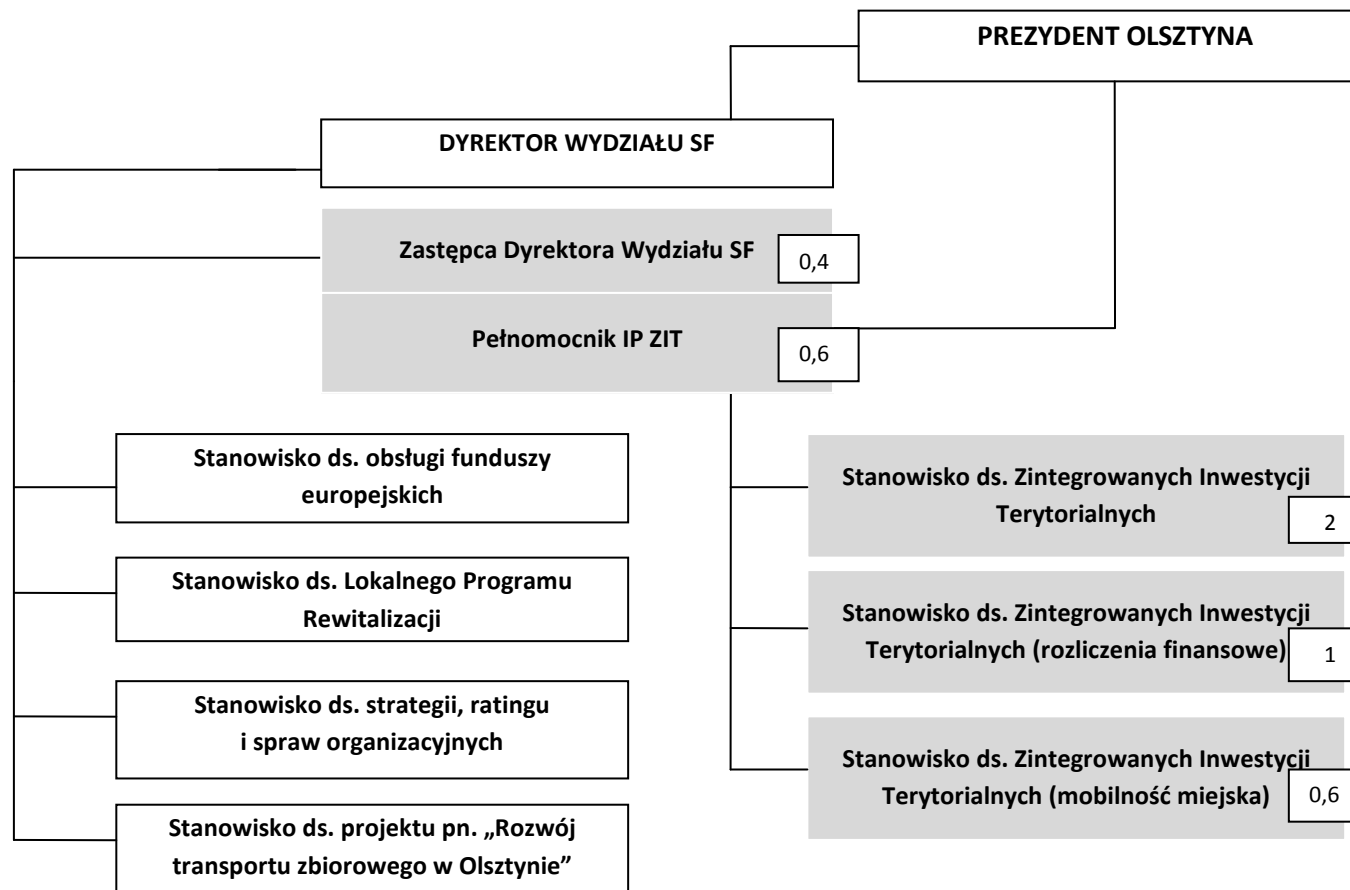 PREZYDENT OLSZTYNA
DYREKTOR WYDZIAŁU SF
Zastępca Dyrektora Wydziału SF
0,4
Pełnomocnik IP ZIT
0,6
Stanowisko ds. obsługi funduszy
europejskich
Stanowisko ds. Lokalnego Programu
Rewitalizacji
Stanowisko ds. strategii, ratingu
i spraw organizacyjnych
Stanowisko ds. projektu pn. „Rozwój
transportu zbiorowego w Olsztynie”
Stanowisko ds. Zintegrowanych Inwestycji
Terytorialnych
2
Stanowisko ds. Zintegrowanych Inwestycji
Terytorialnych (rozliczenia finansowe)
1
Stanowisko ds. Zintegrowanych Inwestycji
Terytorialnych (mobilność miejska)
0,6